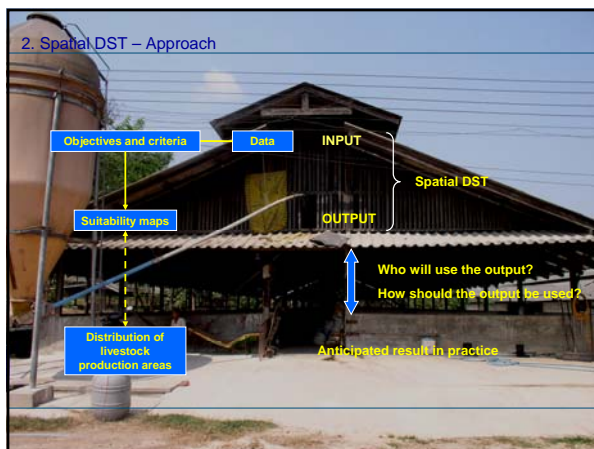 2. Spatial DST – Approach
Objectives and criteria
Data
INPUT
Spatial DST
Suitability maps
OUTPUT
Who will use the output?
How should the output be used?
Distribution of
livestock
production areas
Anticipated result in practice